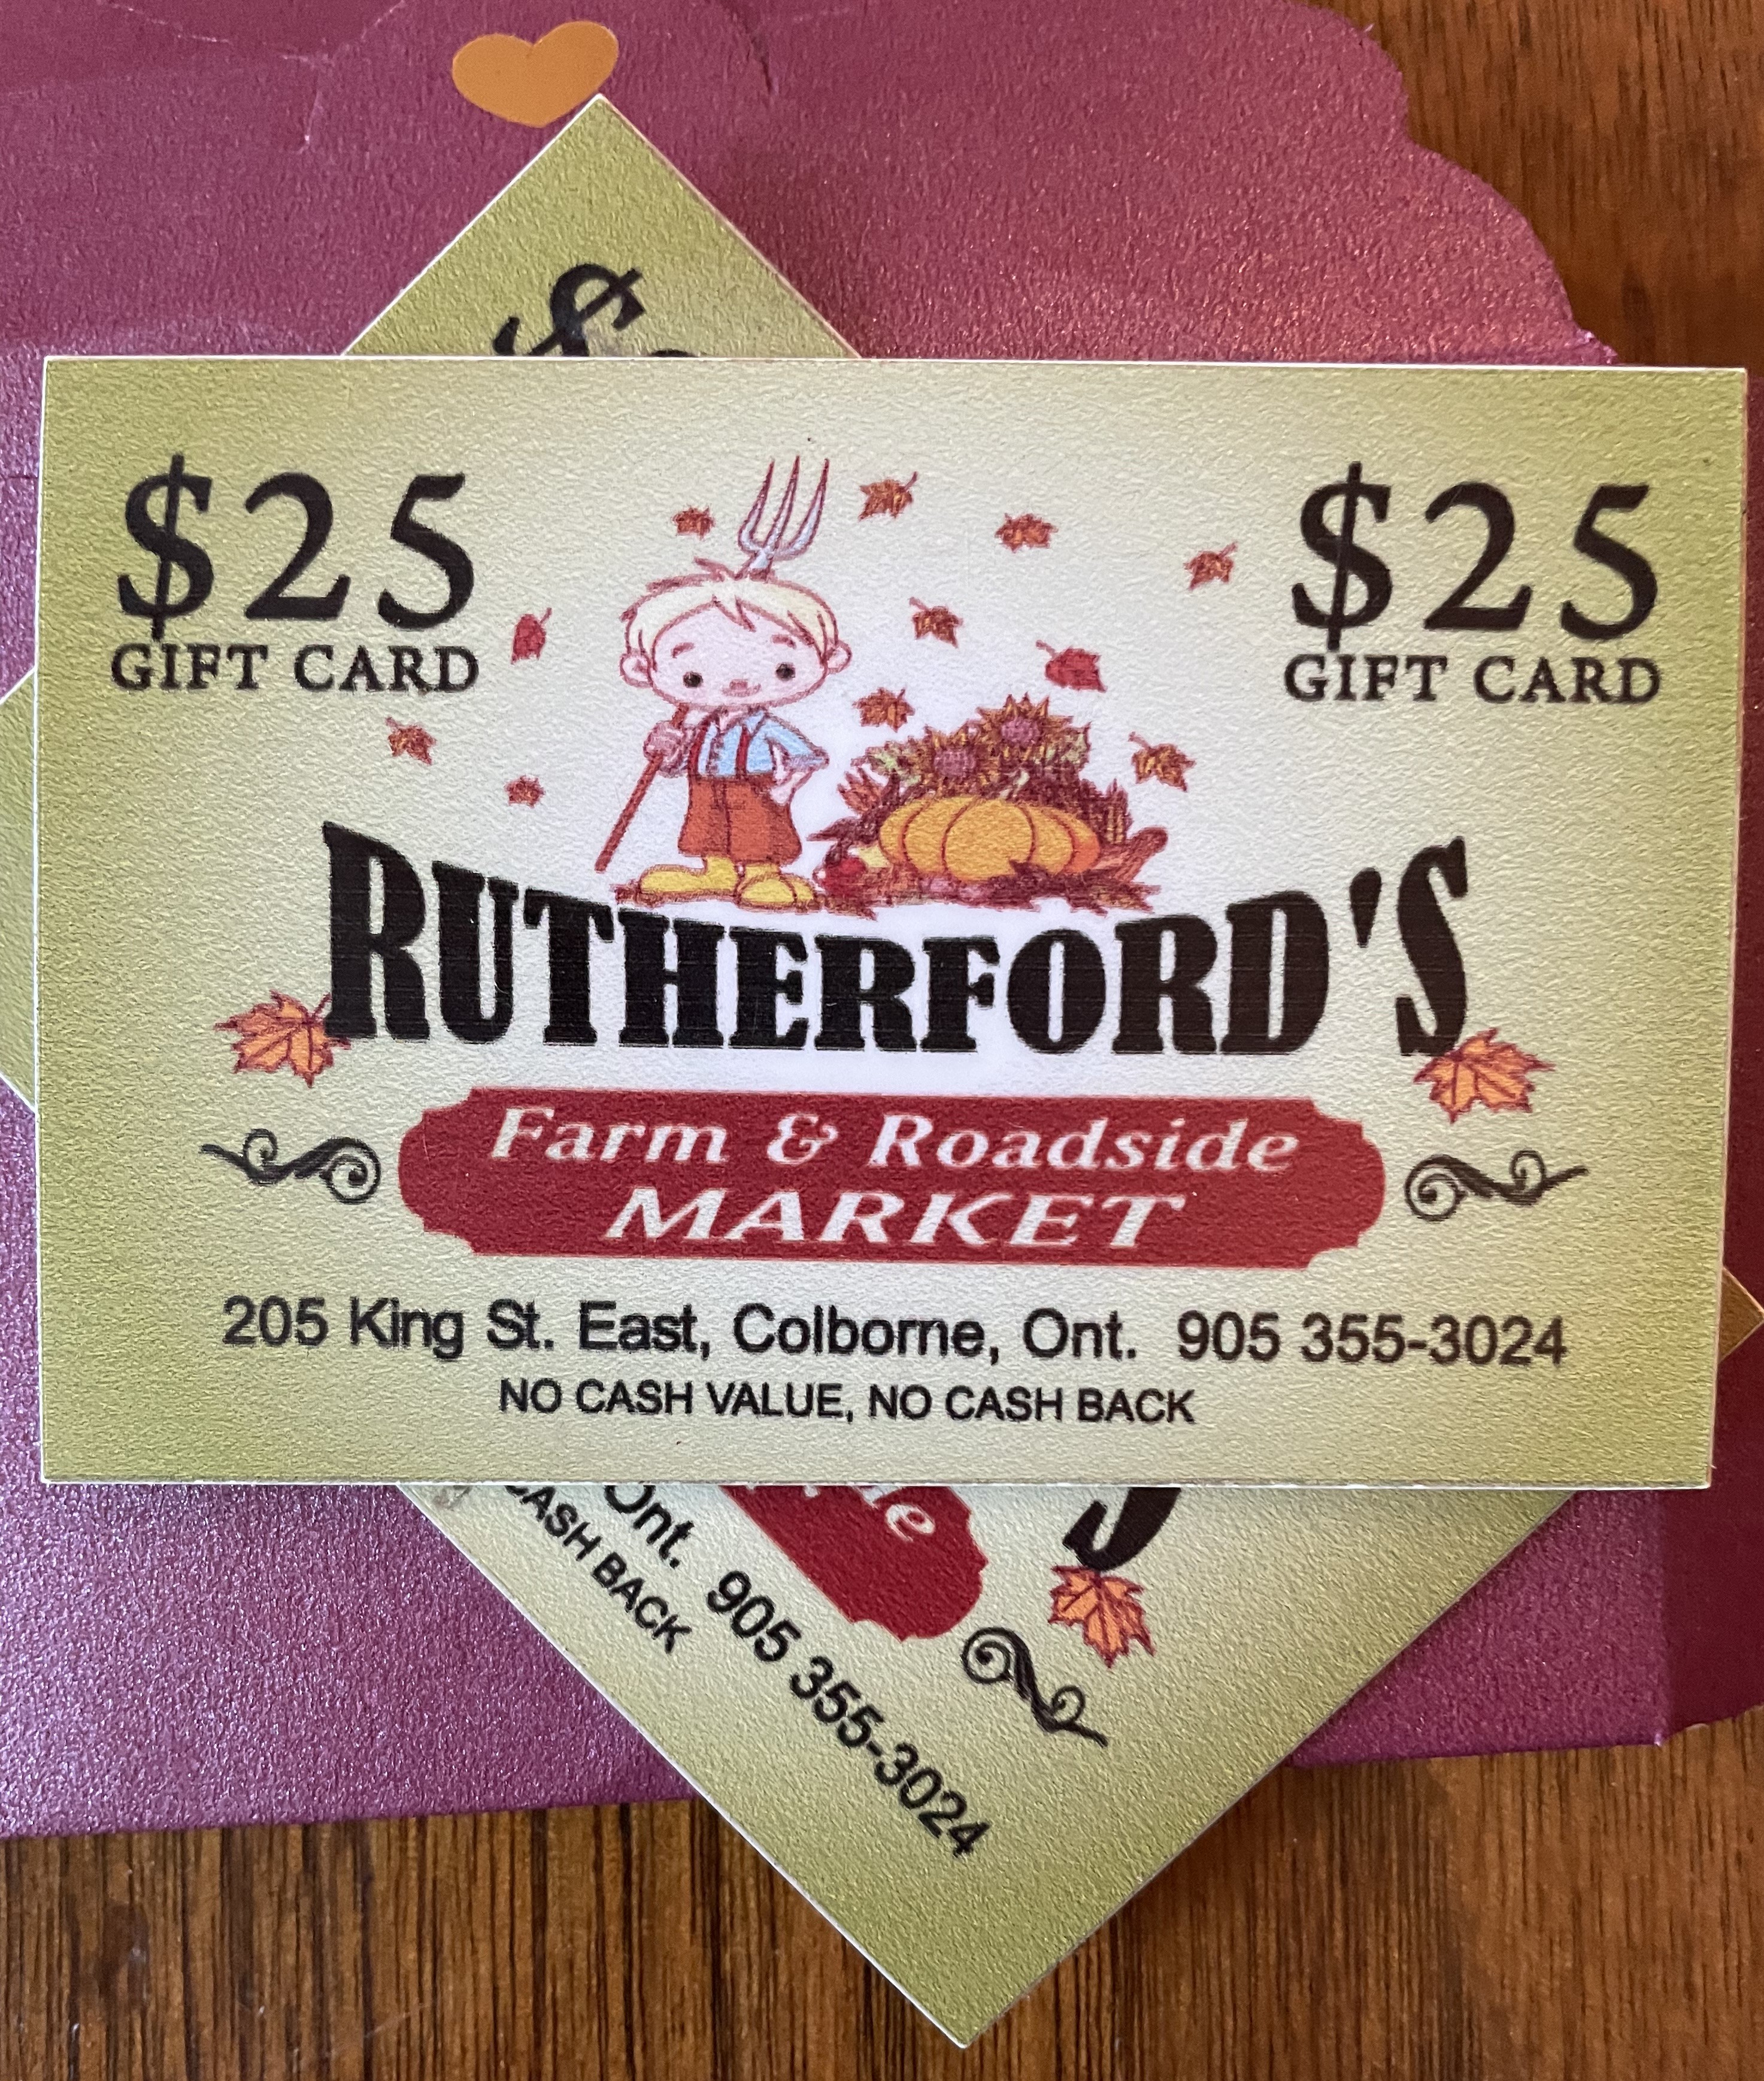 $25
GIFT CARD
$25
GIFT CARD
RUTHERFORD'S
Farm & Roadside
MARKET
205 King St. East, Colborne, Ont. 905 355-3024
NO CASH VALUE, NO CASH BACK
$
Ont. 905 355-3024
CASH BACK